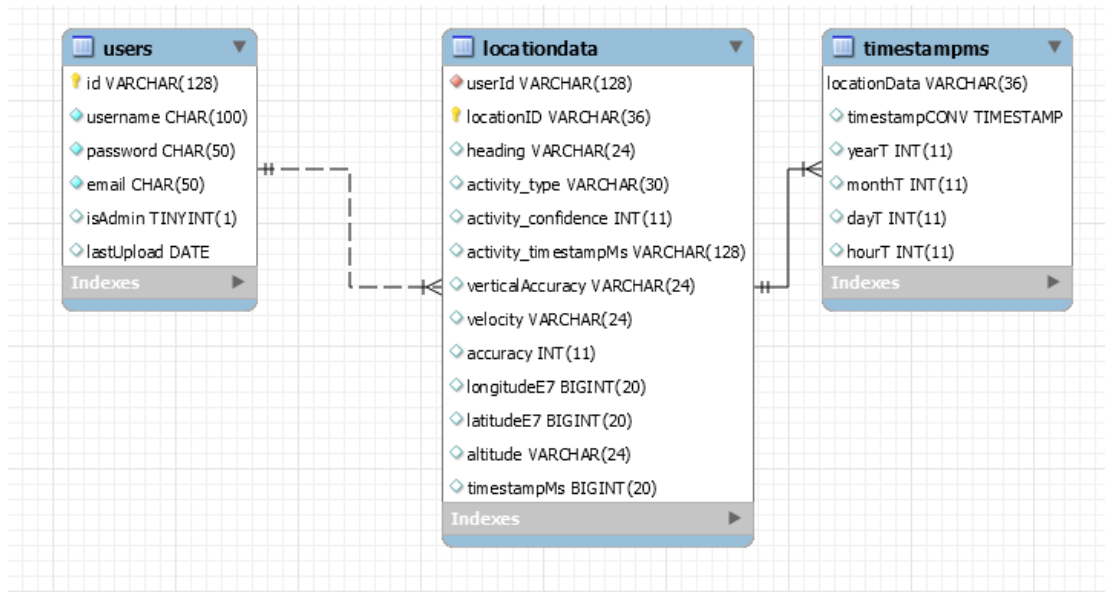 users
id VARCHAR(128)
username CHAR(100)
password CHAR(50)
email CHAR(50)
isAdmin TINYINT(1)
lastUpload DATE
Indexes
locationdata
userId VARCHAR(128)
locationID VARCHAR(36)
heading VARCHAR(24)
activity_type VARCHAR(30)
activity_confidence INT(11)
activity_timestampMs VARCHAR(128)
verticalAccuracy VARCHAR(24)
velocity VARCHAR(24)
accuracy INT(11)
longitudeE7 BIGINT(20)
latitudeE7 BIGINT(20)
altitude VARCHAR(24)
timestampMs BIGINT(20)
Indexes
timestampms
locationData VARCHAR(36)
timestampCONV TIMESTAMP
yearT INT(11)
monthT INT(11)
dayT INT(11)
hourT INT(11)
Indexes